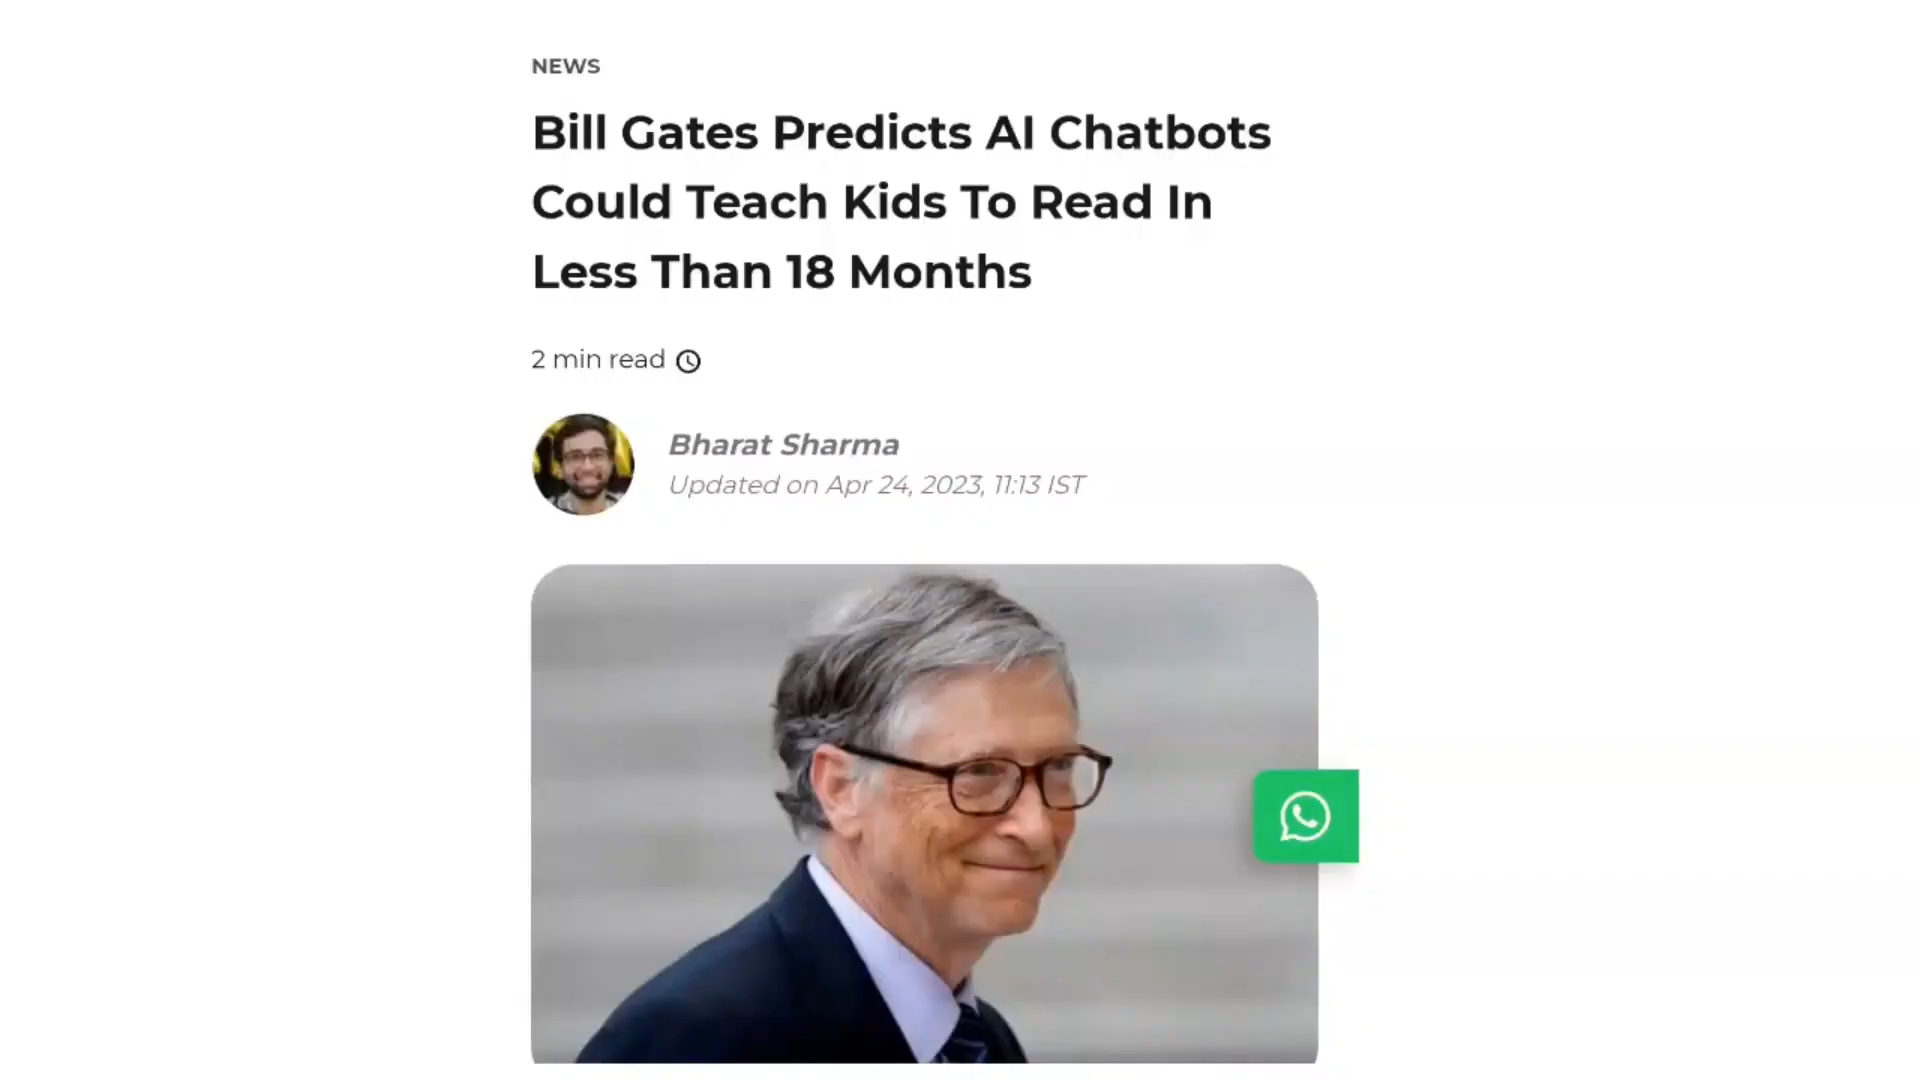 NEWS
Bill Gates Predicts AI Chatbots
Could Teach Kids To Read In
Less Than 18 Months
2 min read
Bharat Sharma
Updated on Apr 24, 2023, 11:13 IST